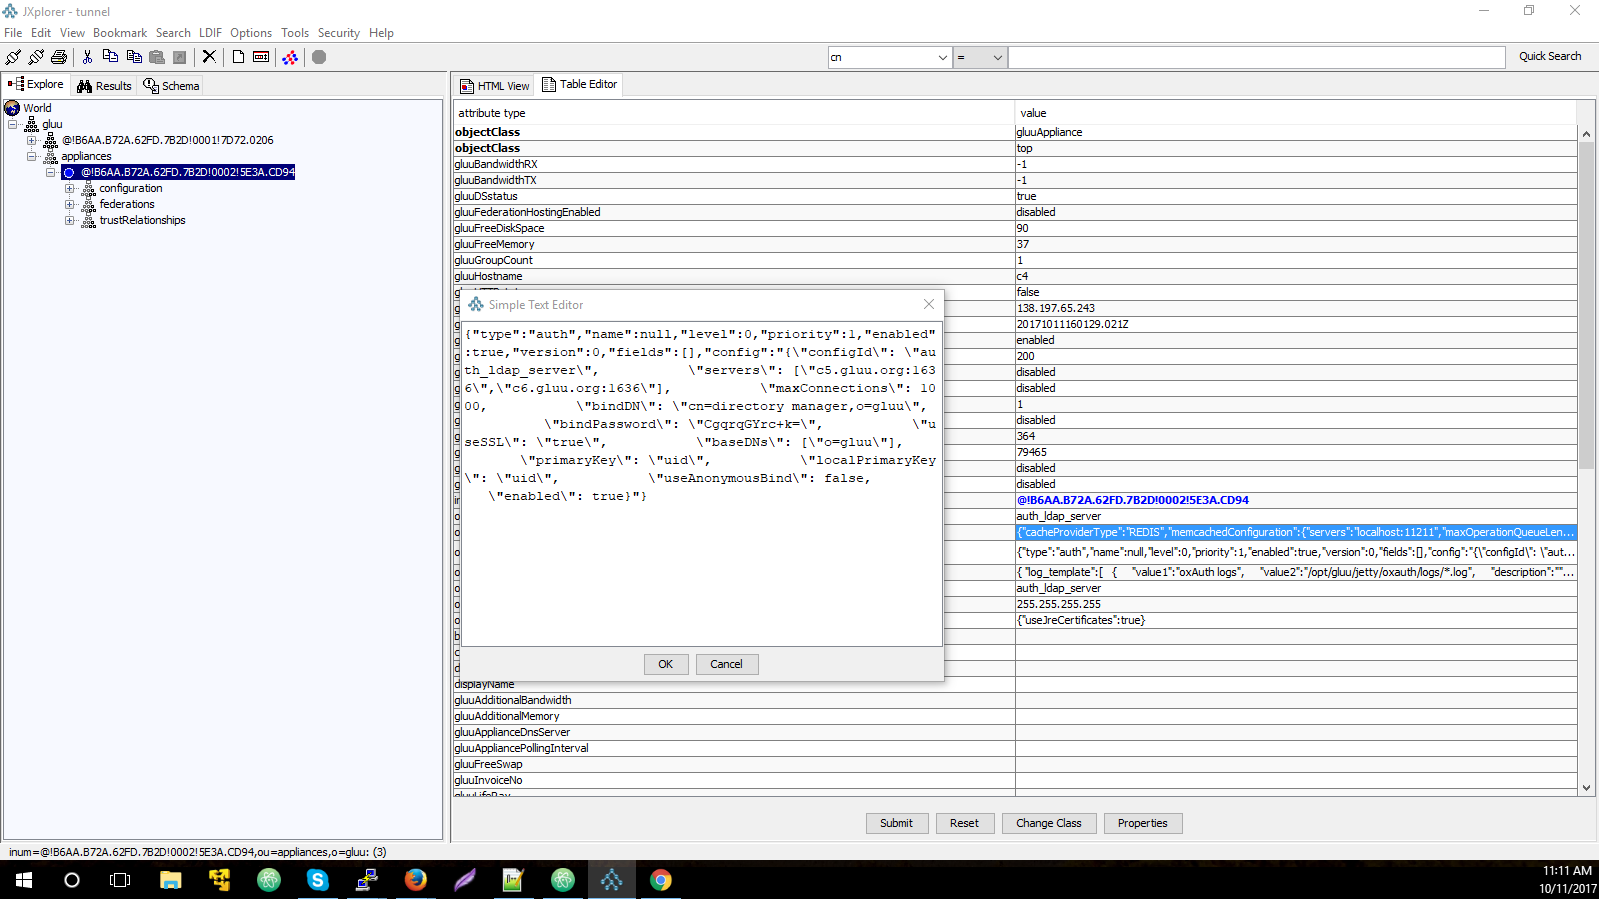 JXplorer - tunnel
File Edit View Bookmark Search LDIF Options Tools Security Help
cn = Quick Search
Explore Results Schema
HTML View Table Editor
World
gluu
@!B6AA.B72A.62FD.7B2D!0001!7D72.0206
appliances
@!B6AA.B72A.62FD.7B2D!0002!5E3A.CD94
configuration
federations
trustRelationships
attribute type value
objectClass gluuAppliance
objectClass top
gluuBandwidthRX -1
gluuBandwidthTX -1
gluuDSstatus true
gluuFederationHostingEnabled disabled
gluuFreeDiskSpace 90
gluuFreeMemory 37
gluuGroupCount 1
gluuHostname c4
false
138.197.65.243
20171011160129.021Z
enabled
200
disabled
disabled
1
disabled
364
79465
disabled
disabled
@!B6AA.B72A.62FD.7B2D!0002!5E3A.CD94
auth_ldap_server
{"cacheProviderType":"REDIS","memcachedConfiguration":{"servers":"localhost:11211","maxOperationQueueLen...
{"type":"auth","name":null,"level":0,"priority":1,"enabled":true,"version":0,"fields":[],"config":"{\"configId\": \"aut...
{ "log_template":[ { "value1":"oxAuth logs", "value2":"/opt/gluu/jetty/oxauth/logs/*.log", "description":""...
auth_ldap_server
255.255.255.255
{"useJreCertificates":true}
Simple Text Editor
{"type":"auth","name":null,"level":0,"priority":1,"enabled"
:true,"version":0,"fields":[],"config":"{\"configId\": \"au
th_ldap_server\", \"servers\": [\"c5.gluu.org:163
6\",\"c6.gluu.org:1636\"], \"maxConnections\": 10
00, \"bindDN\": \"cn=directory manager,o=gluu\",
\"bindPassword\": \"CgqrqGYrc+k=\", \"u
seSSL\": \"true\", \"baseDNs\": [\"o=gluu\"],
\"primaryKey\": \"uid\", \"localPrimaryKey
\": \"uid\", \"useAnonymousBind\": false,
\"enabled\": true}"}
OK Cancel
displayName
gluuAdditionalBandwidth
gluuAdditionalMemory
gluuApplianceDnsServer
gluuAppliancePollingInterval
gluuFreeSwap
gluuInvoiceNo
gluuLifeRay
Submit Reset Change Class Properties
inum=@!B6AA.B72A.62FD.7B2D!0002!5E3A.CD94,ou=appliances,o=gluu: (3)
11:11 AM
10/11/2017